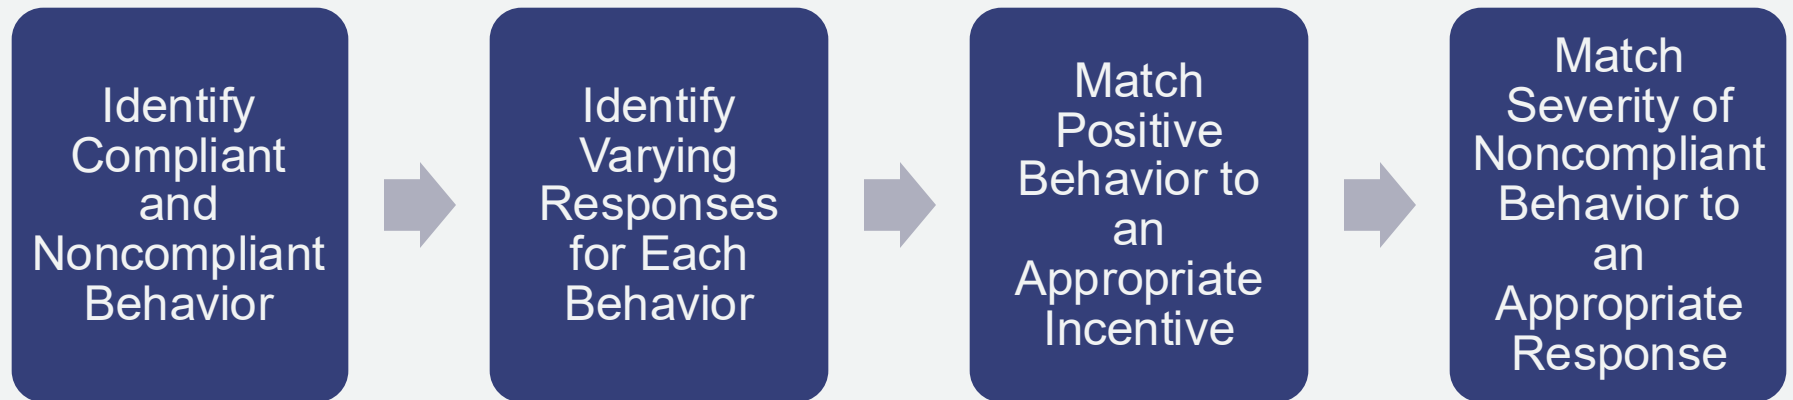 Identify
Compliant
and
Noncompliant
Behavior
Identify
Varying
Responses
for Each
Behavior
Match
Positive
Behavior to
an
Appropriate
Incentive
Match
Severity of
Noncompliant
Behavior to
an
Appropriate
Response